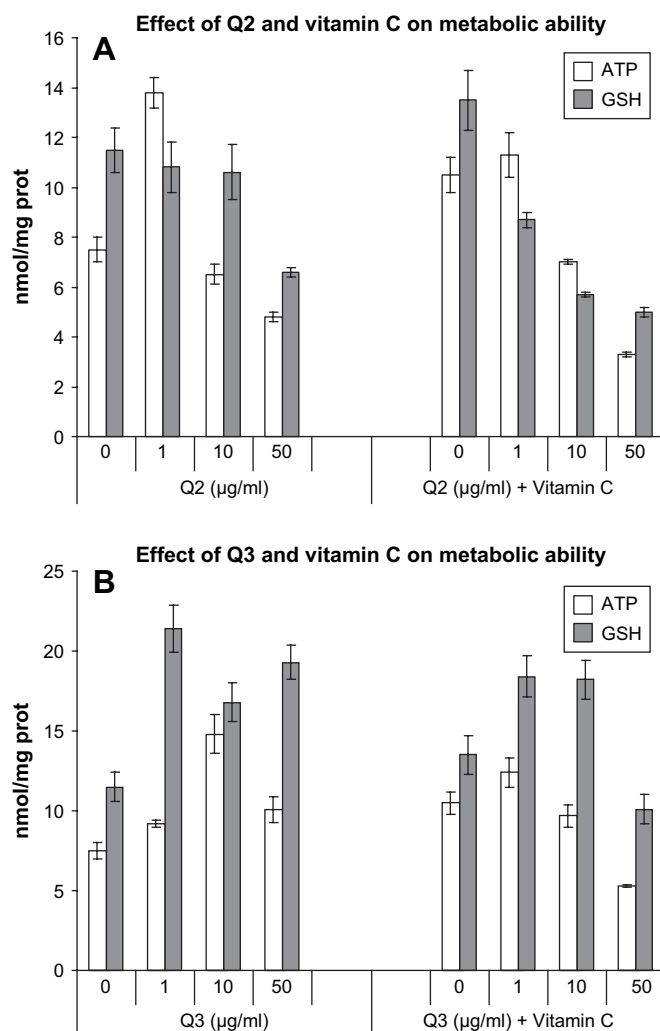 Effect of Q2 and vitamin C on metabolic ability
A
ATP
GSH
nmol/mg prot
16
14
12
10
8
6
4
2
0
0 1 10 50 0 1 10 50
Q2 (µg/ml) Q2 (µg/ml) + Vitamin C
Effect of Q3 and vitamin C on metabolic ability
B
ATP
GSH
nmol/mg prot
25
20
15
10
5
0
0 1 10 50 0 1 10 50
Q3 (µg/ml) Q3 (µg/ml) + Vitamin C